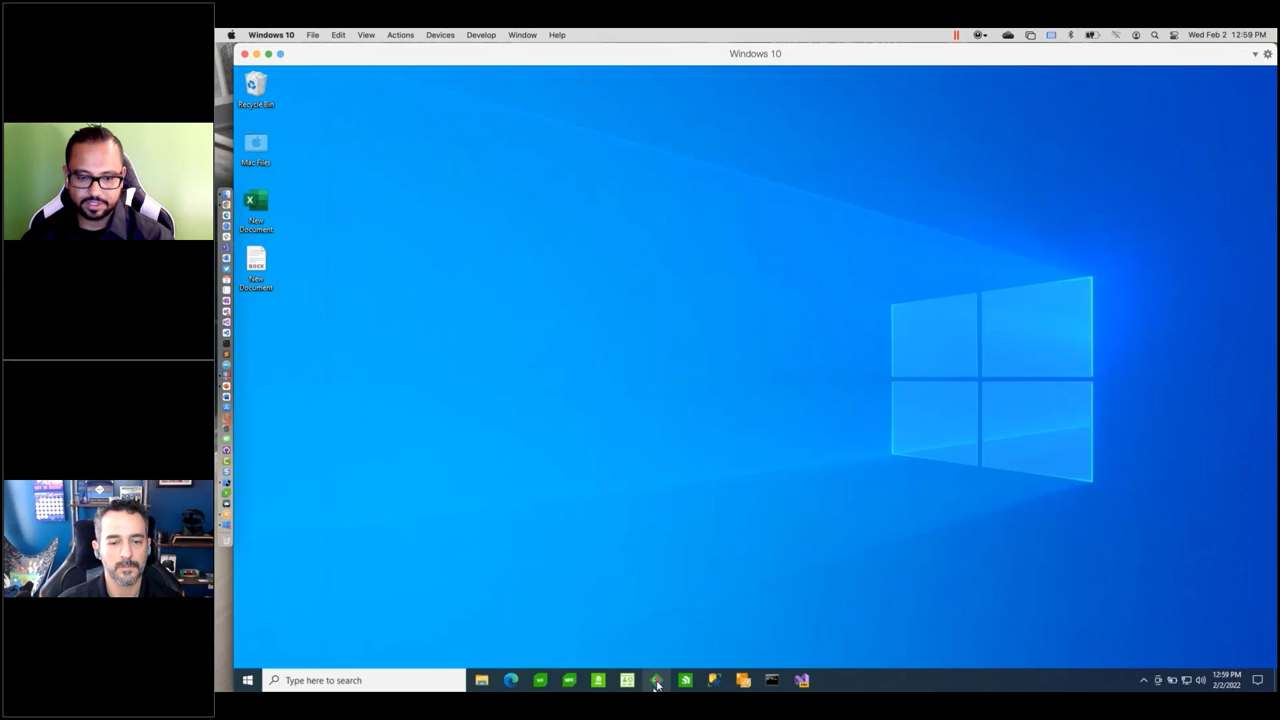 Windows 10 File Edit View Actions Devices Develop Window Help
Wed Feb 2 12:59 PM
Windows 10
Recycle Bin
Mac Files
New
Document
DOCX
New
Document
Type here to search
12:59 PM
2/2/2022